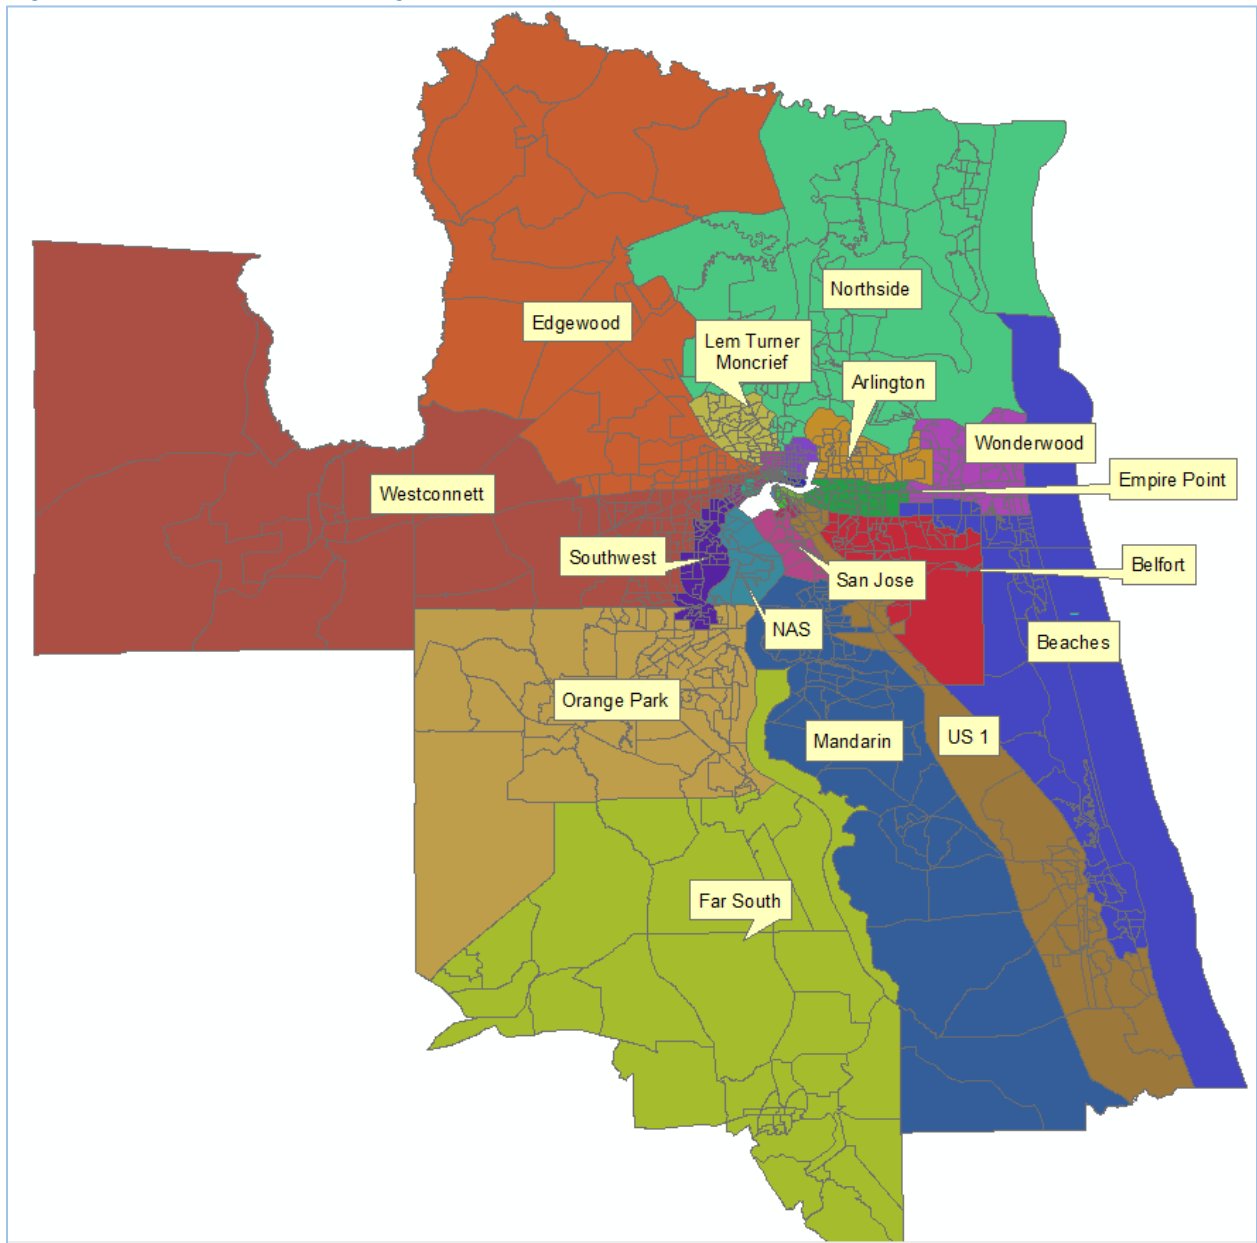 Northside
Edgewood
Lem Turner
Moncrief
Arlington
Wonderwood
Empire Point
Westconnett
Southwest
San Jose
Belfort
NAS
Beaches
Orange Park
Mandarin
US 1
Far South